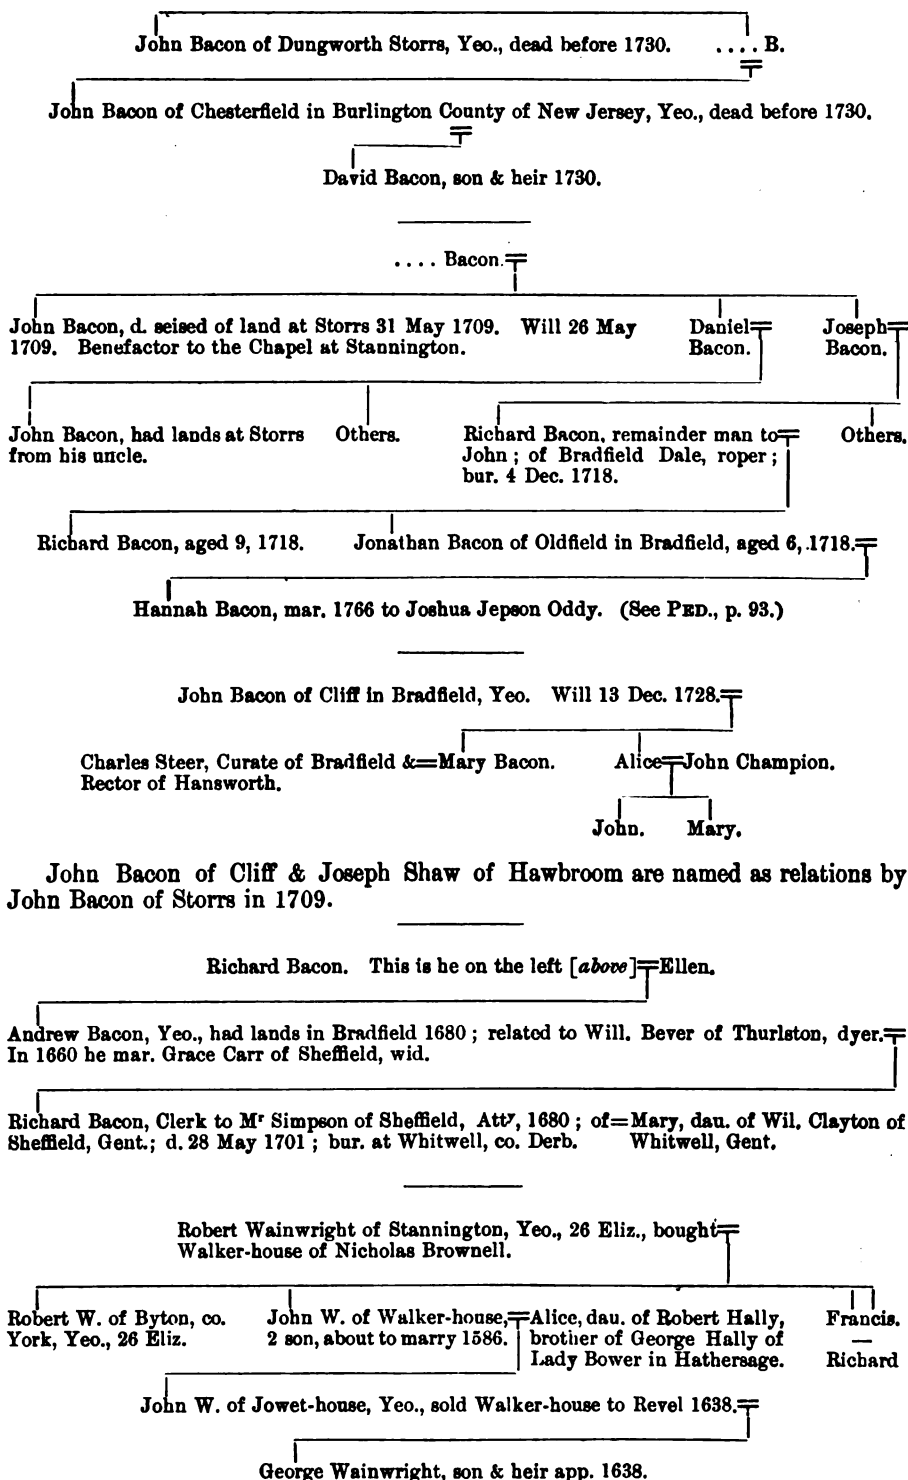 John Bacon of Dungworth Storrs, Yeo., dead before 1730. .... B.
John Bacon of Chesterfield in Burlington County of New Jersey, Yeo., dead before 1730.
David Bacon, son & heir 1730.
.... Bacon.
John Bacon, d. seised of land at Storrs 31 May 1709. Will 26 May Daniel Joseph
1709. Benefactor to the Chapel at Stannington. Bacon. Bacon.
John Bacon, had lands at Storrs Others. Richard Bacon, remainder man to Others.
from his uncle. John; of Bradfield Dale, roper;
bur. 4 Dec. 1718.
Richard Bacon, aged 9, 1718. Jonathan Bacon of Oldfield in Bradfield, aged 6, 1718.
Hannah Bacon, mar. 1766 to Joshua Jepson Oddy. (See PED., p. 93.)
John Bacon of Cliff in Bradfield, Yeo. Will 13 Dec. 1728.
Charles Steer, Curate of Bradfield &=Mary Bacon. Alice=John Champion.
Rector of Hansworth.
John. Mary.
John Bacon of Cliff & Joseph Shaw of Hawbroom are named as relations by
John Bacon of Storrs in 1709.
Richard Bacon. This is he on the left [above]=Ellen.
Andrew Bacon, Yeo., had lands in Bradfield 1680; related to Will. Bever of Thurlston, dyer.
In 1660 he mar. Grace Carr of Sheffield, wid.
Richard Bacon, Clerk to Mr Simpson of Sheffield, Atty, 1680; of=Mary, dau. of Wil. Clayton of
Sheffield, Gent.; d. 28 May 1701; bur. at Whitwell, co. Derb. Whitwell, Gent.
Robert Wainwright of Stannington, Yeo., 26 Eliz., bought
Walker-house of Nicholas Brownell.
Robert W. of Byton, co. John W. of Walker-house,=Alice, dau. of Robert Hally, Francis.
York, Yeo., 26 Eliz. 2 son, about to marry 1586. brother of George Hally of —
Lady Bower in Hathersage. Richard
John W. of Jowet-house, Yeo., sold Walker-house to Revel 1638.
George Wainwright, son & heir app. 1638.